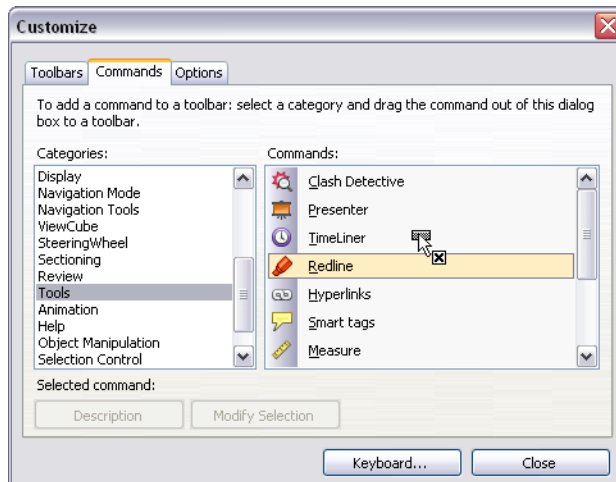 Customize
Toolbars Commands Options
To add a command to a toolbar: select a category and drag the command out of this dialog
box to a toolbar.
Categories:
Display
Navigation Mode
Navigation Tools
ViewCube
SteeringWheel
Sectioning
Review
Tools
Animation
Help
Object Manipulation
Selection Control
Commands:
Clash Detective
Presenter
TimeLiner
Redline
Hyperlinks
Smart tags
Measure
Selected command:
Description Modify Selection
Keyboard... Close